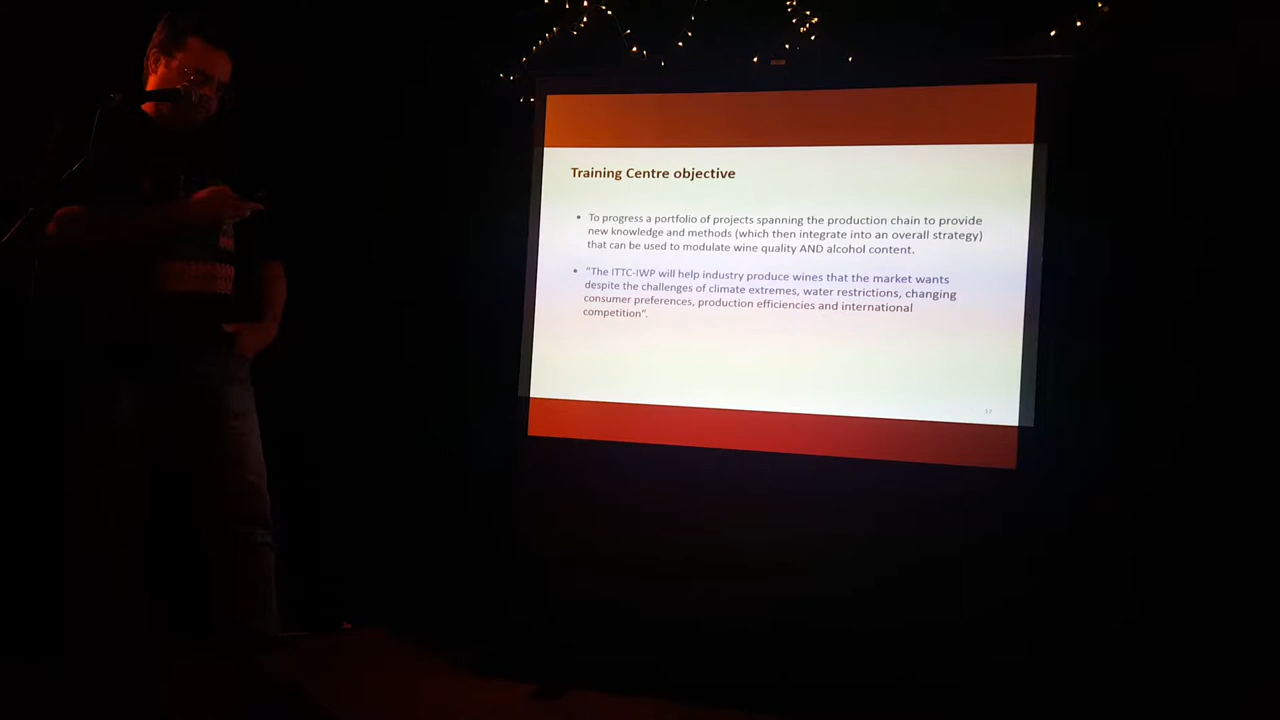 Training Centre objective
• To progress a portfolio of projects spanning the production chain to provide
new knowledge and methods (which then integrate into an overall strategy)
that can be used to modulate wine quality AND alcohol content.
• "The ITTC-IWP will help industry produce wines that the market wants
despite the challenges of climate extremes, water restrictions, changing
consumer preferences, production efficiencies and international
competition".
17